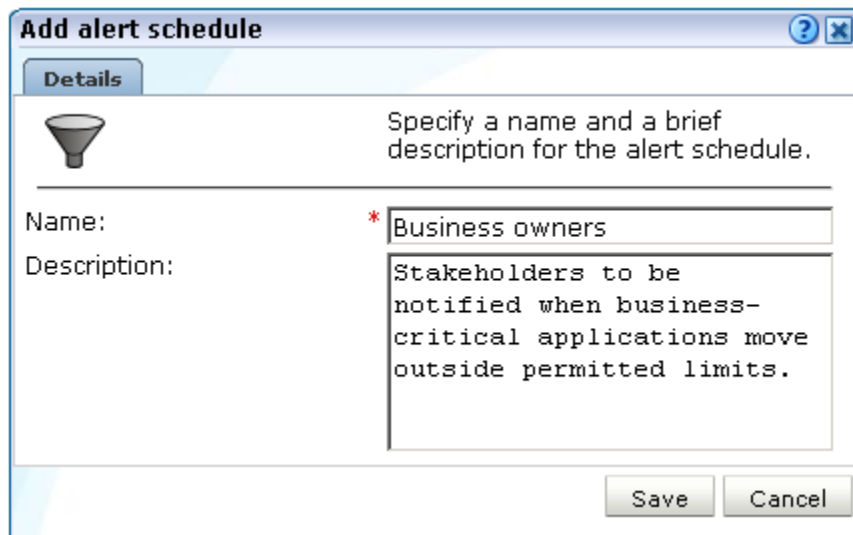 Add alert schedule
?
Details
Specify a name and a brief
description for the alert schedule.
Name:
* Business owners
Description:
Stakeholders to be
notified when business-
critical applications move
outside permitted limits.
Save Cancel